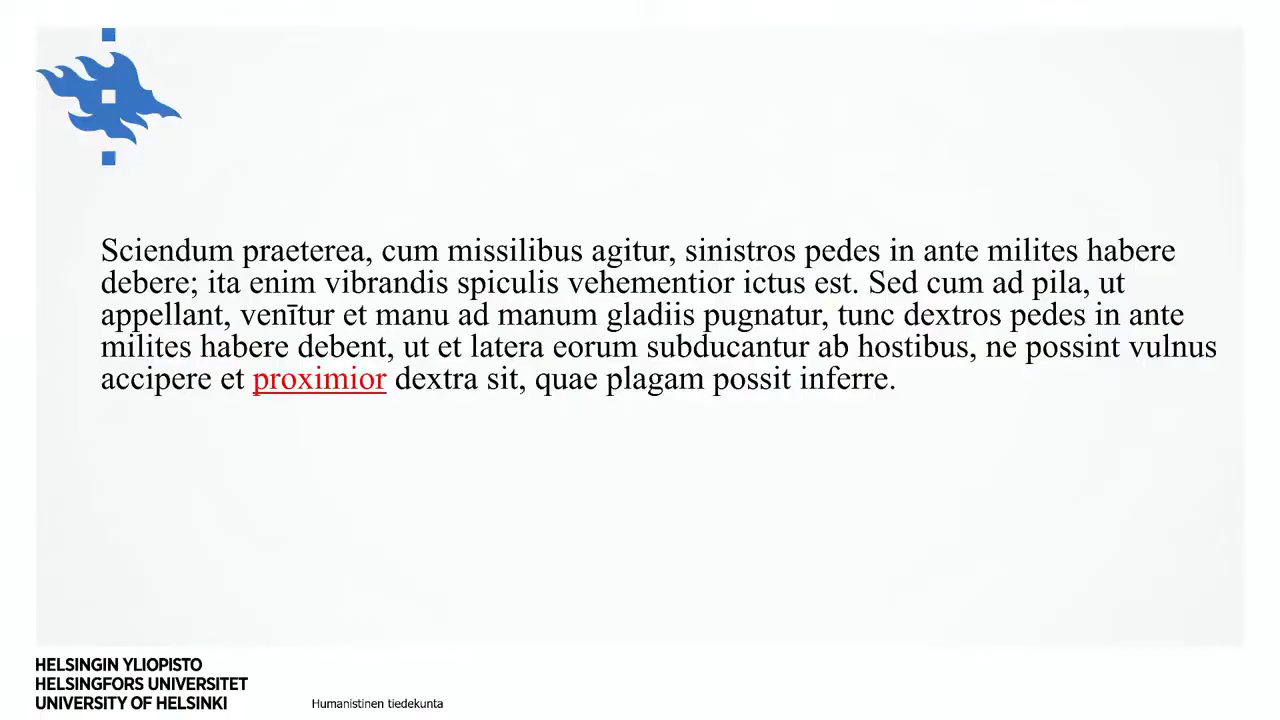 Sciendum praeterea, cum missilibus agitur, sinistros pedes in ante milites habere
debere; ita enim vibrandis spiculis vehementior ictus est. Sed cum ad pila, ut
appellant, venītur et manu ad manum gladiis pugnatur, tunc dextros pedes in ante
milites habere debent, ut et latera eorum subducantur ab hostibus, ne possint vulnus
accipere et proximior dextra sit, quae plagam possit inferre.
HELSINGIN YLIOPISTO
HELSINGFORS UNIVERSITET
UNIVERSITY OF HELSINKI
Humanistinen tiedekunta